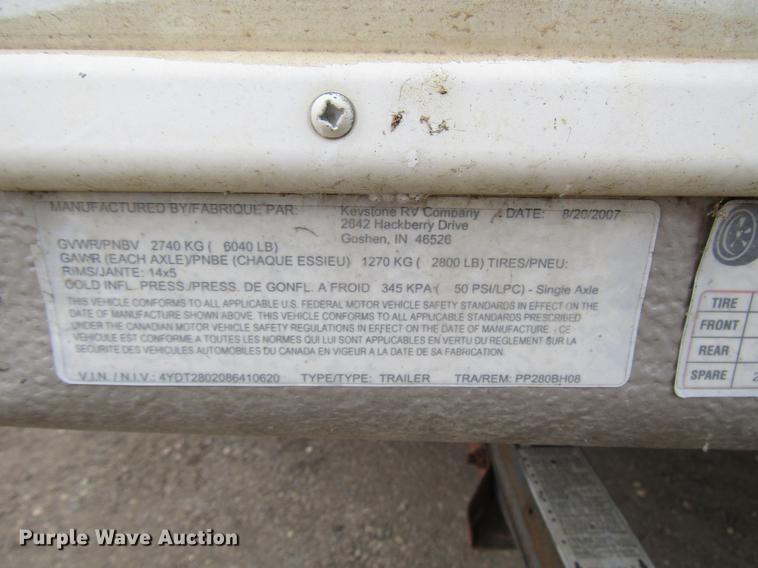 MANUFACTURED BY/FABRIQUE PAR: Keystone RV Company DATE: 8/20/2007
2642 Hackberry Drive
Goshen, IN 46526
GVWR/PNBV 2740 KG ( 6040 LB)
GAWR (EACH AXLE)/PNBE (CHAQUE ESSIEU) 1270 KG ( 2800 LB) TIRES/PNEU:
RIMS/JANTE: 14x5
GOLD INFL. PRESS./PRESS. DE GONFL. A FROID 345 KPA ( 50 PSI/LPC) - Single Axle
THIS VEHICLE CONFORMS TO ALL APPLICABLE U.S. FEDERAL MOTOR VEHICLE SAFETY STANDARDS IN EFFECT ON THE
DATE OF MANUFACTURE SHOWN ABOVE. THIS VEHICLE CONFORMS TO ALL APPLICABLE STANDARDS PRESCRIBED
UNDER THE CANADIAN MOTOR VEHICLE SAFETY REGULATIONS IN EFFECT ON THE DATE OF MANUFACTURE - CE
VEHICULE EST CONFORME A TOUTES LES NORMES QUI LUI SONT APPLICABLES EN VERTU DU REGLEMENT SUR LA
SECURITE DES VEHICULES AUTOMOBILES DU CANADA EN VIGEUR A LA DATE DE SA FABRICATION.
V.I.N. / N.I.V.: 4YDT2802086410620 TYPE/TYPE: TRAILER TRA/REM: PP280BH08
TIRE
FRONT
REAR
SPARE 2
Purple Wave Auction